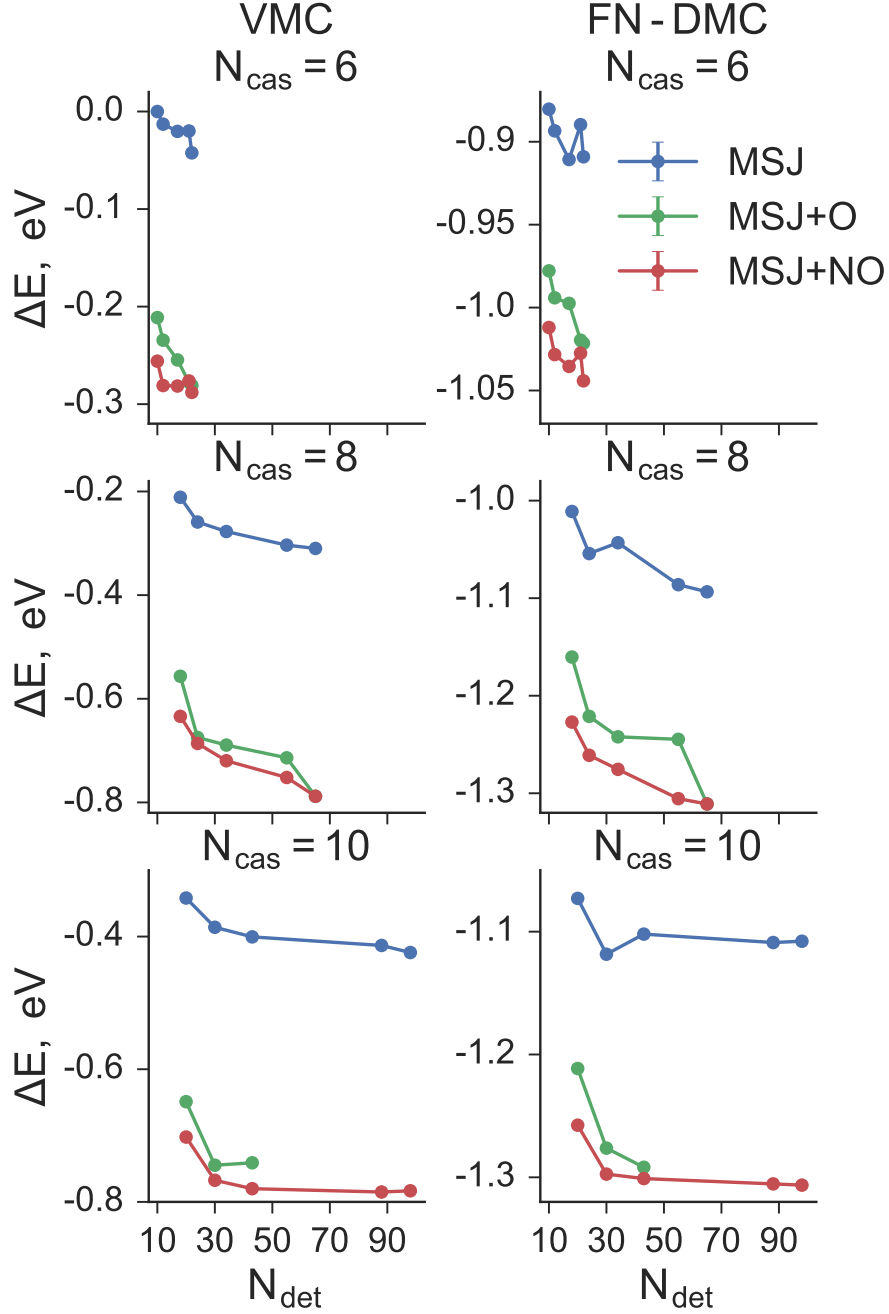 VMC
FN - DMC
N_cas = 6
N_cas = 6
0.0
-0.1
-0.2
-0.3
ΔE, eV
-0.9
-0.95
-1.0
-1.05
MSJ
MSJ+O
MSJ+NO
N_cas = 8
N_cas = 8
-0.2
-0.4
-0.6
-0.8
ΔE, eV
-1.0
-1.1
-1.2
-1.3
N_cas = 10
N_cas = 10
-0.4
-0.6
-0.8
ΔE, eV
-1.1
-1.2
-1.3
10 30 50 70 90
10 30 50 70 90
N_det
N_det